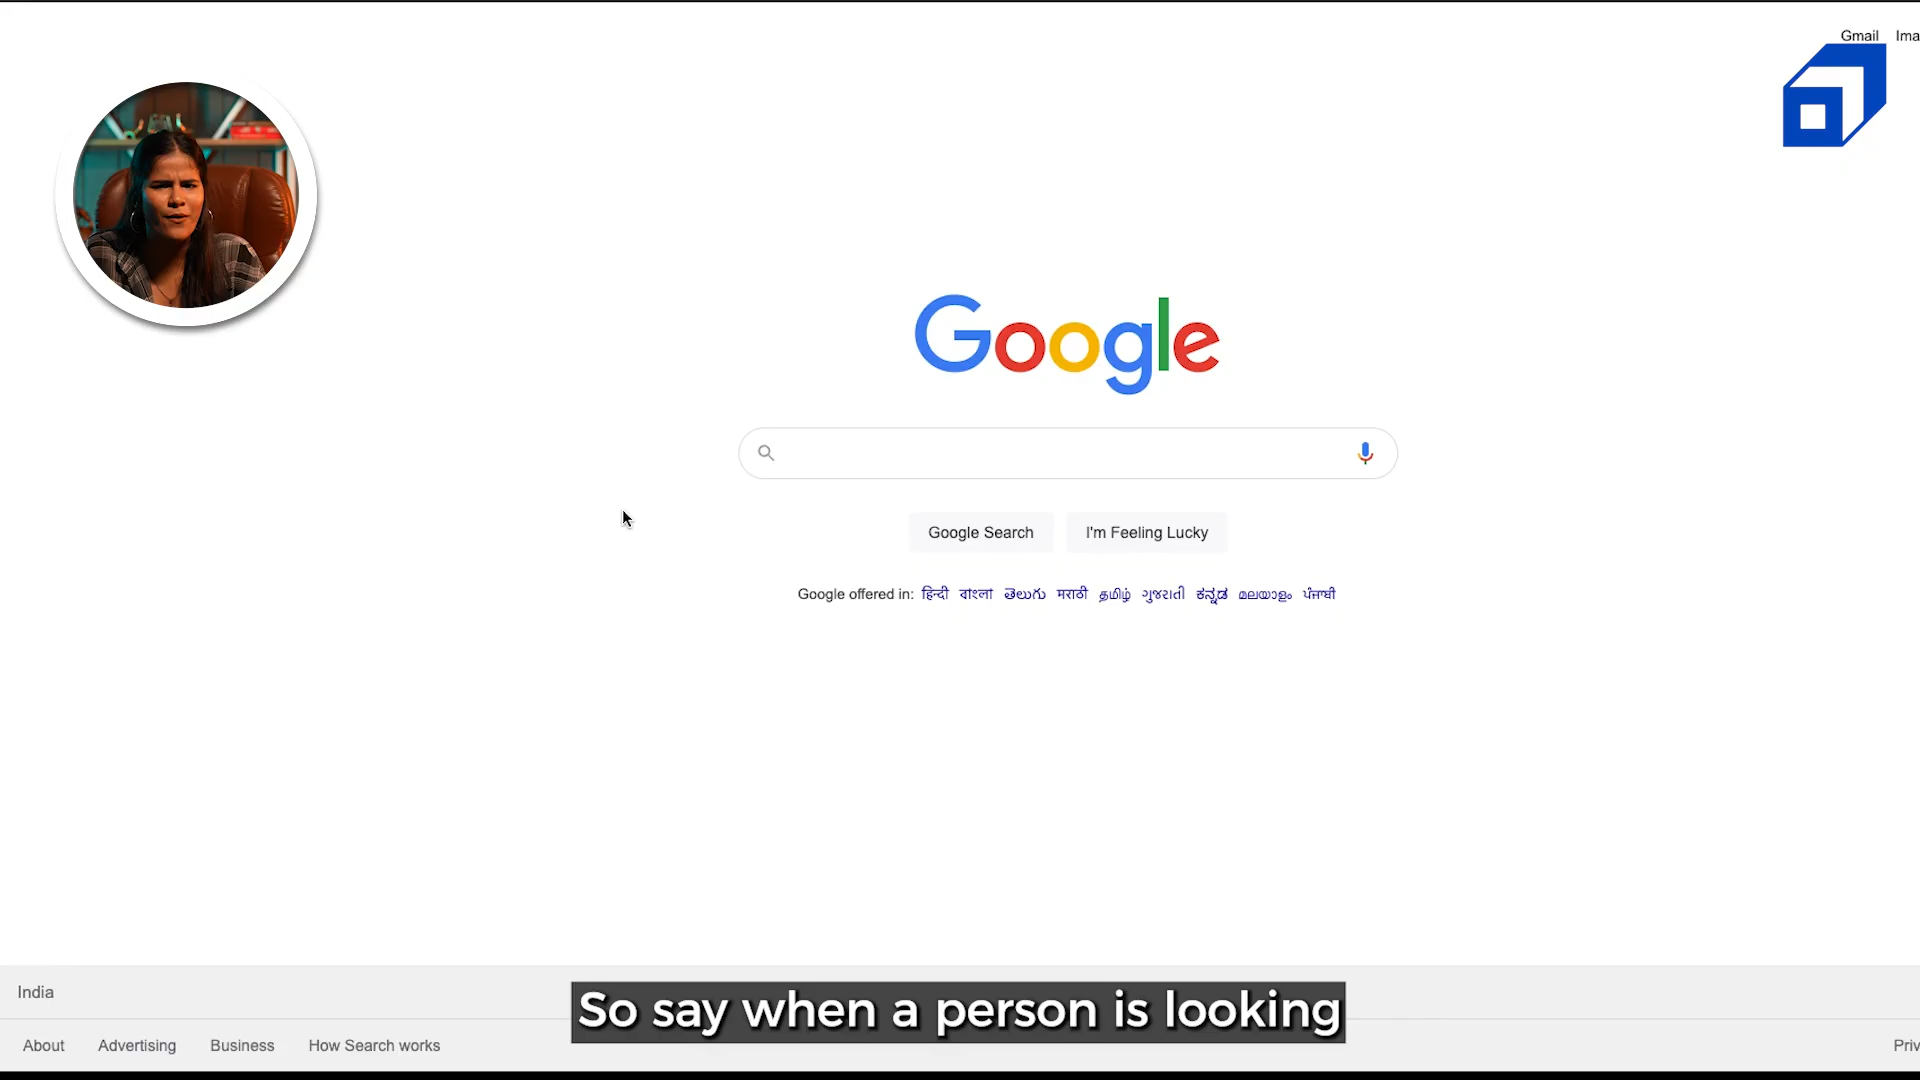 Gmail Ima
Google
Google Search I'm Feeling Lucky
Google offered in: हिन्दी বাংলা తెలుగు मराठी தமிழ் ગુજરાતી ಕನ್ನಡ മലയാളം ਪੰਜਾਬੀ
India
So say when a person is looking
About Advertising Business How Search works Priv